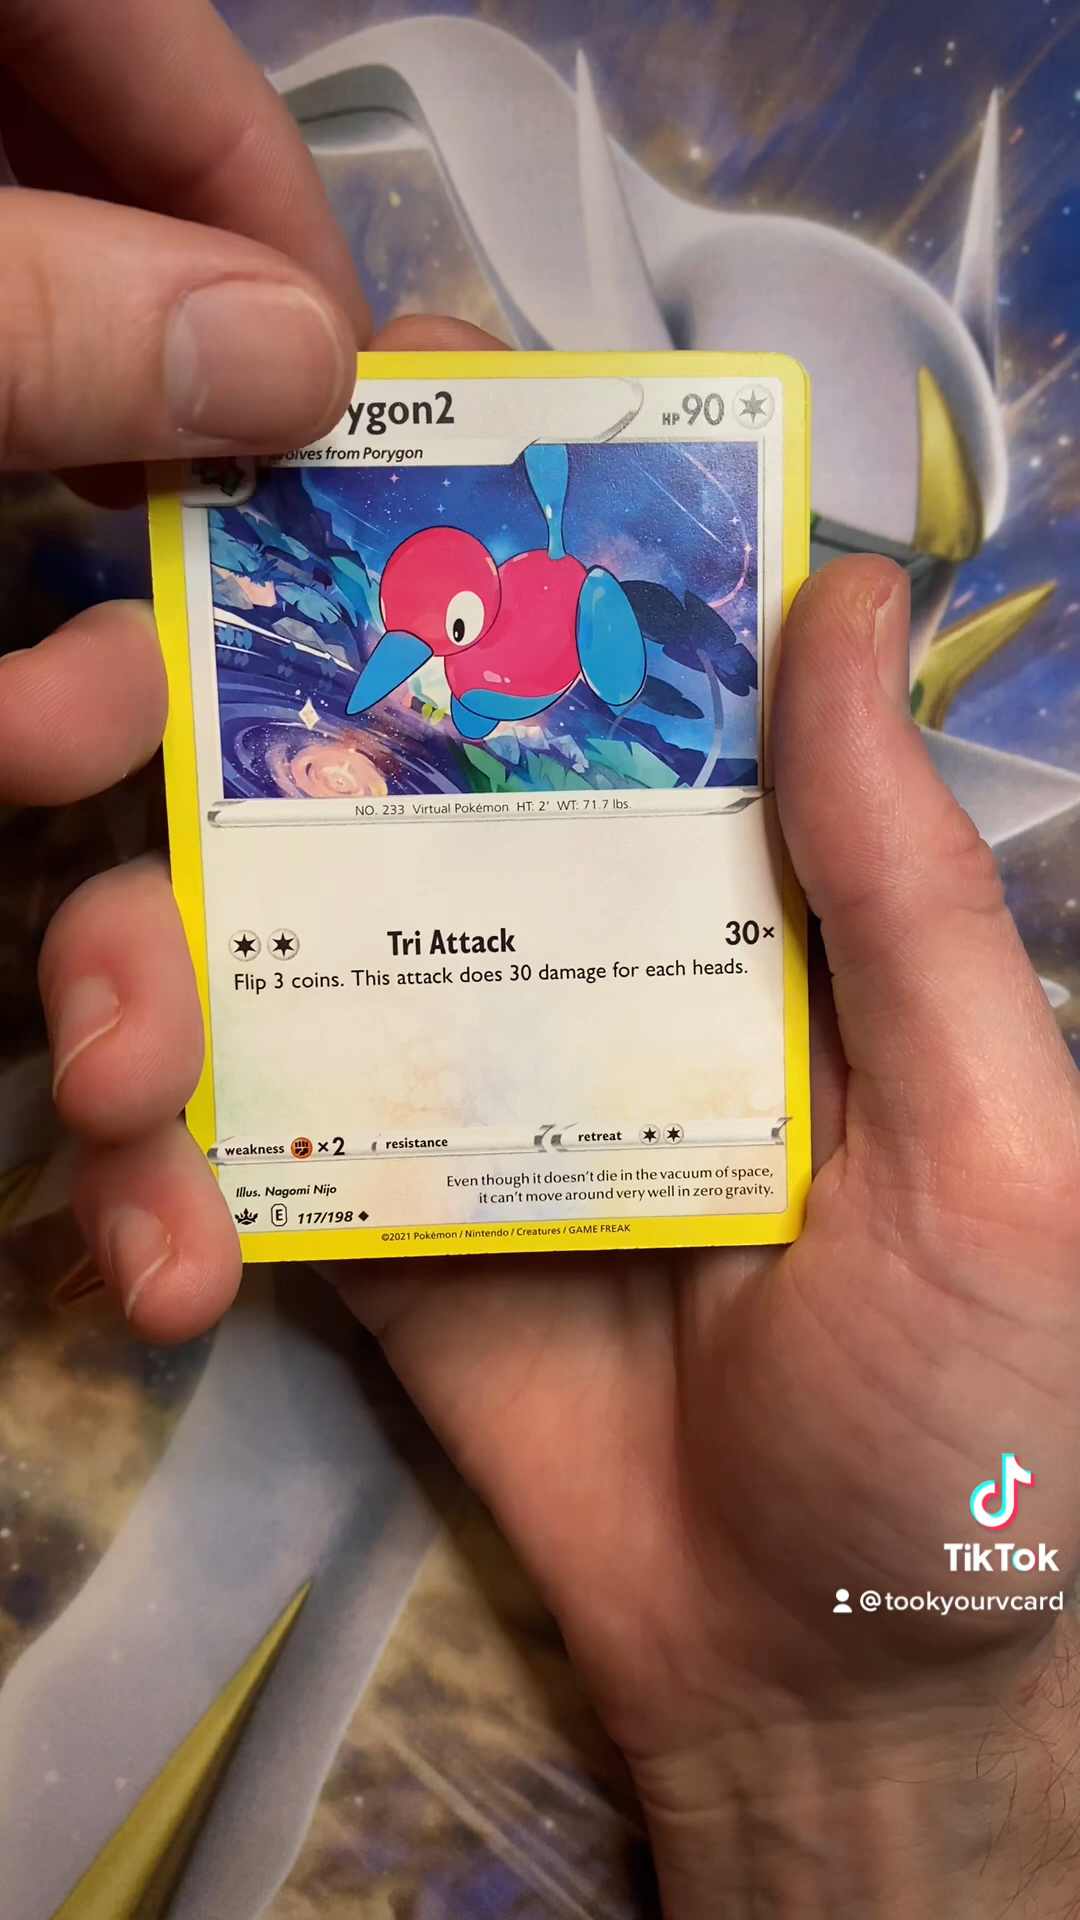 ygon2
HP 90
olves from Porygon
NO. 233 Virtual Pokémon HT: 2' WT: 71.7 lbs.
Tri Attack 30×
Flip 3 coins. This attack does 30 damage for each heads.
weakness ×2 resistance retreat
Even though it doesn't die in the vacuum of space,
it can't move around very well in zero gravity.
Illus. Nagomi Nijo
E 117/198
©2021 Pokémon / Nintendo / Creatures / GAME FREAK
TikTok
@tookyourvcard